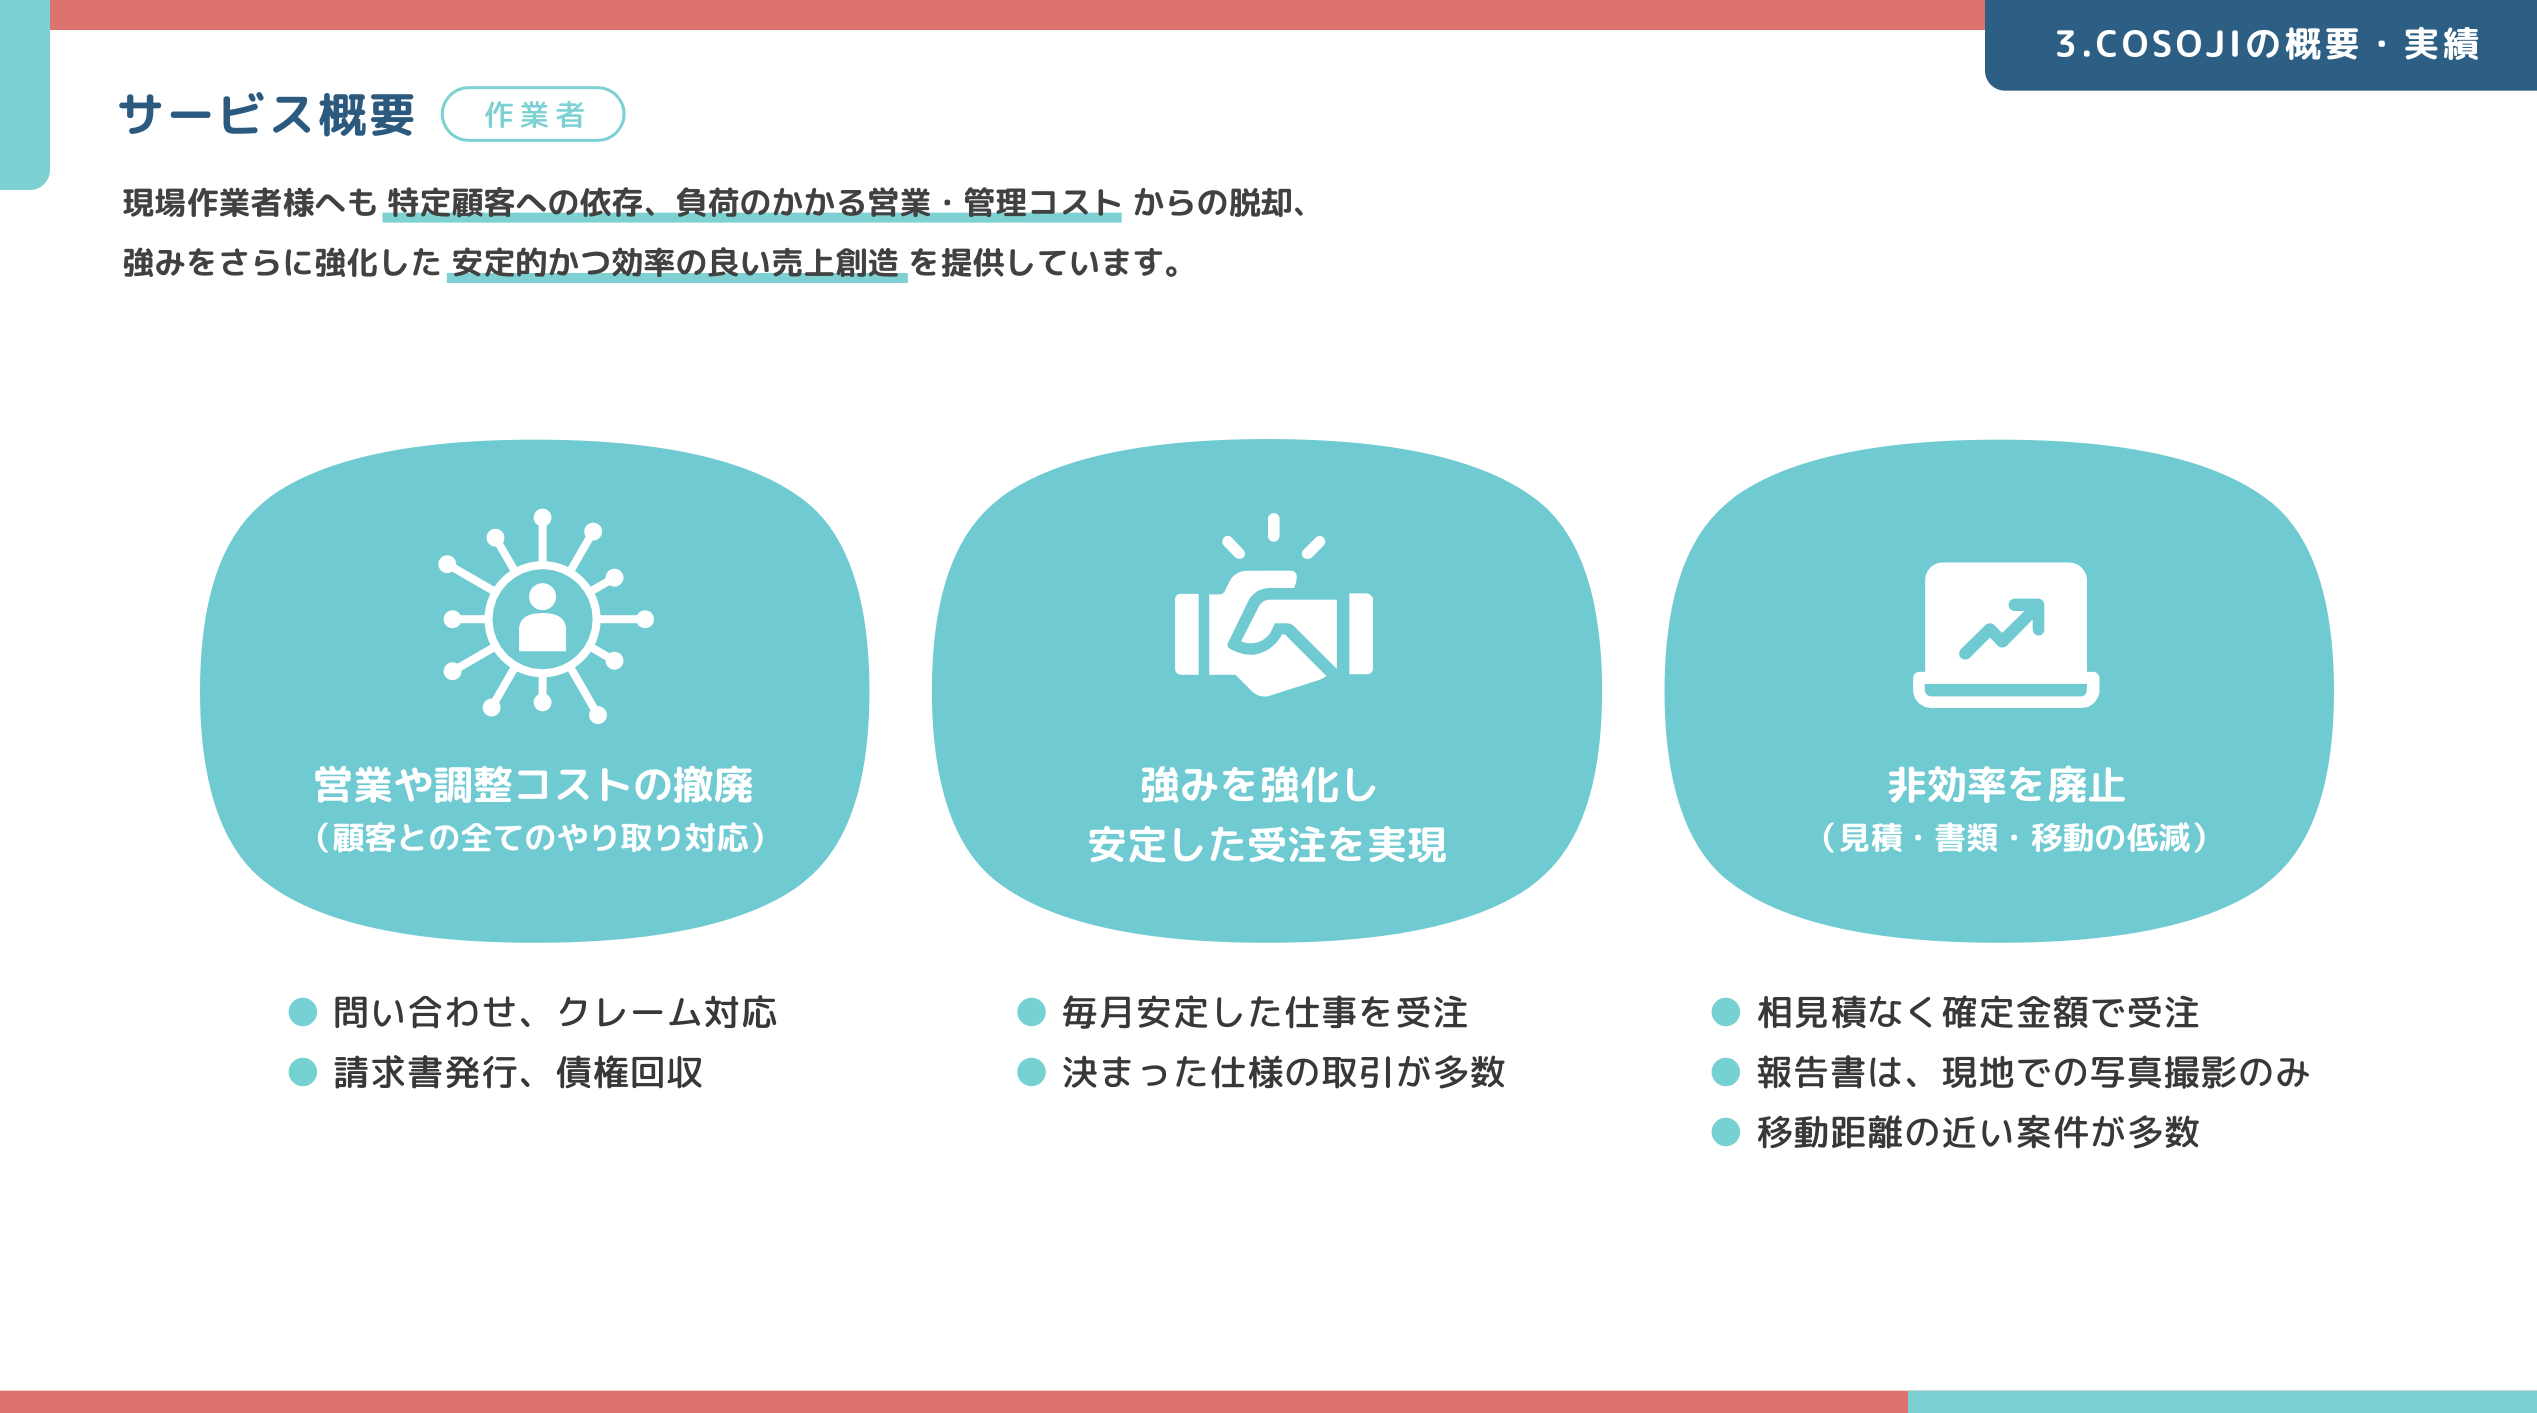 3.COSOJIの概要・実績
サービス概要
作業者
現場作業者様へも 特定顧客への依存、負荷のかかる営業・管理コスト からの脱却、
強みをさらに強化した 安定的かつ効率の良い売上創造 を提供しています。
営業や調整コストの撤廃
（顧客との全てのやり取り対応）
● 問い合わせ、クレーム対応
● 請求書発行、債権回収
強みを強化し
安定した受注を実現
● 毎月安定した仕事を受注
● 決まった仕様の取引が多数
非効率を廃止
（見積・書類・移動の低減）
● 相見積なく確定金額で受注
● 報告書は、現地での写真撮影のみ
● 移動距離の近い案件が多数